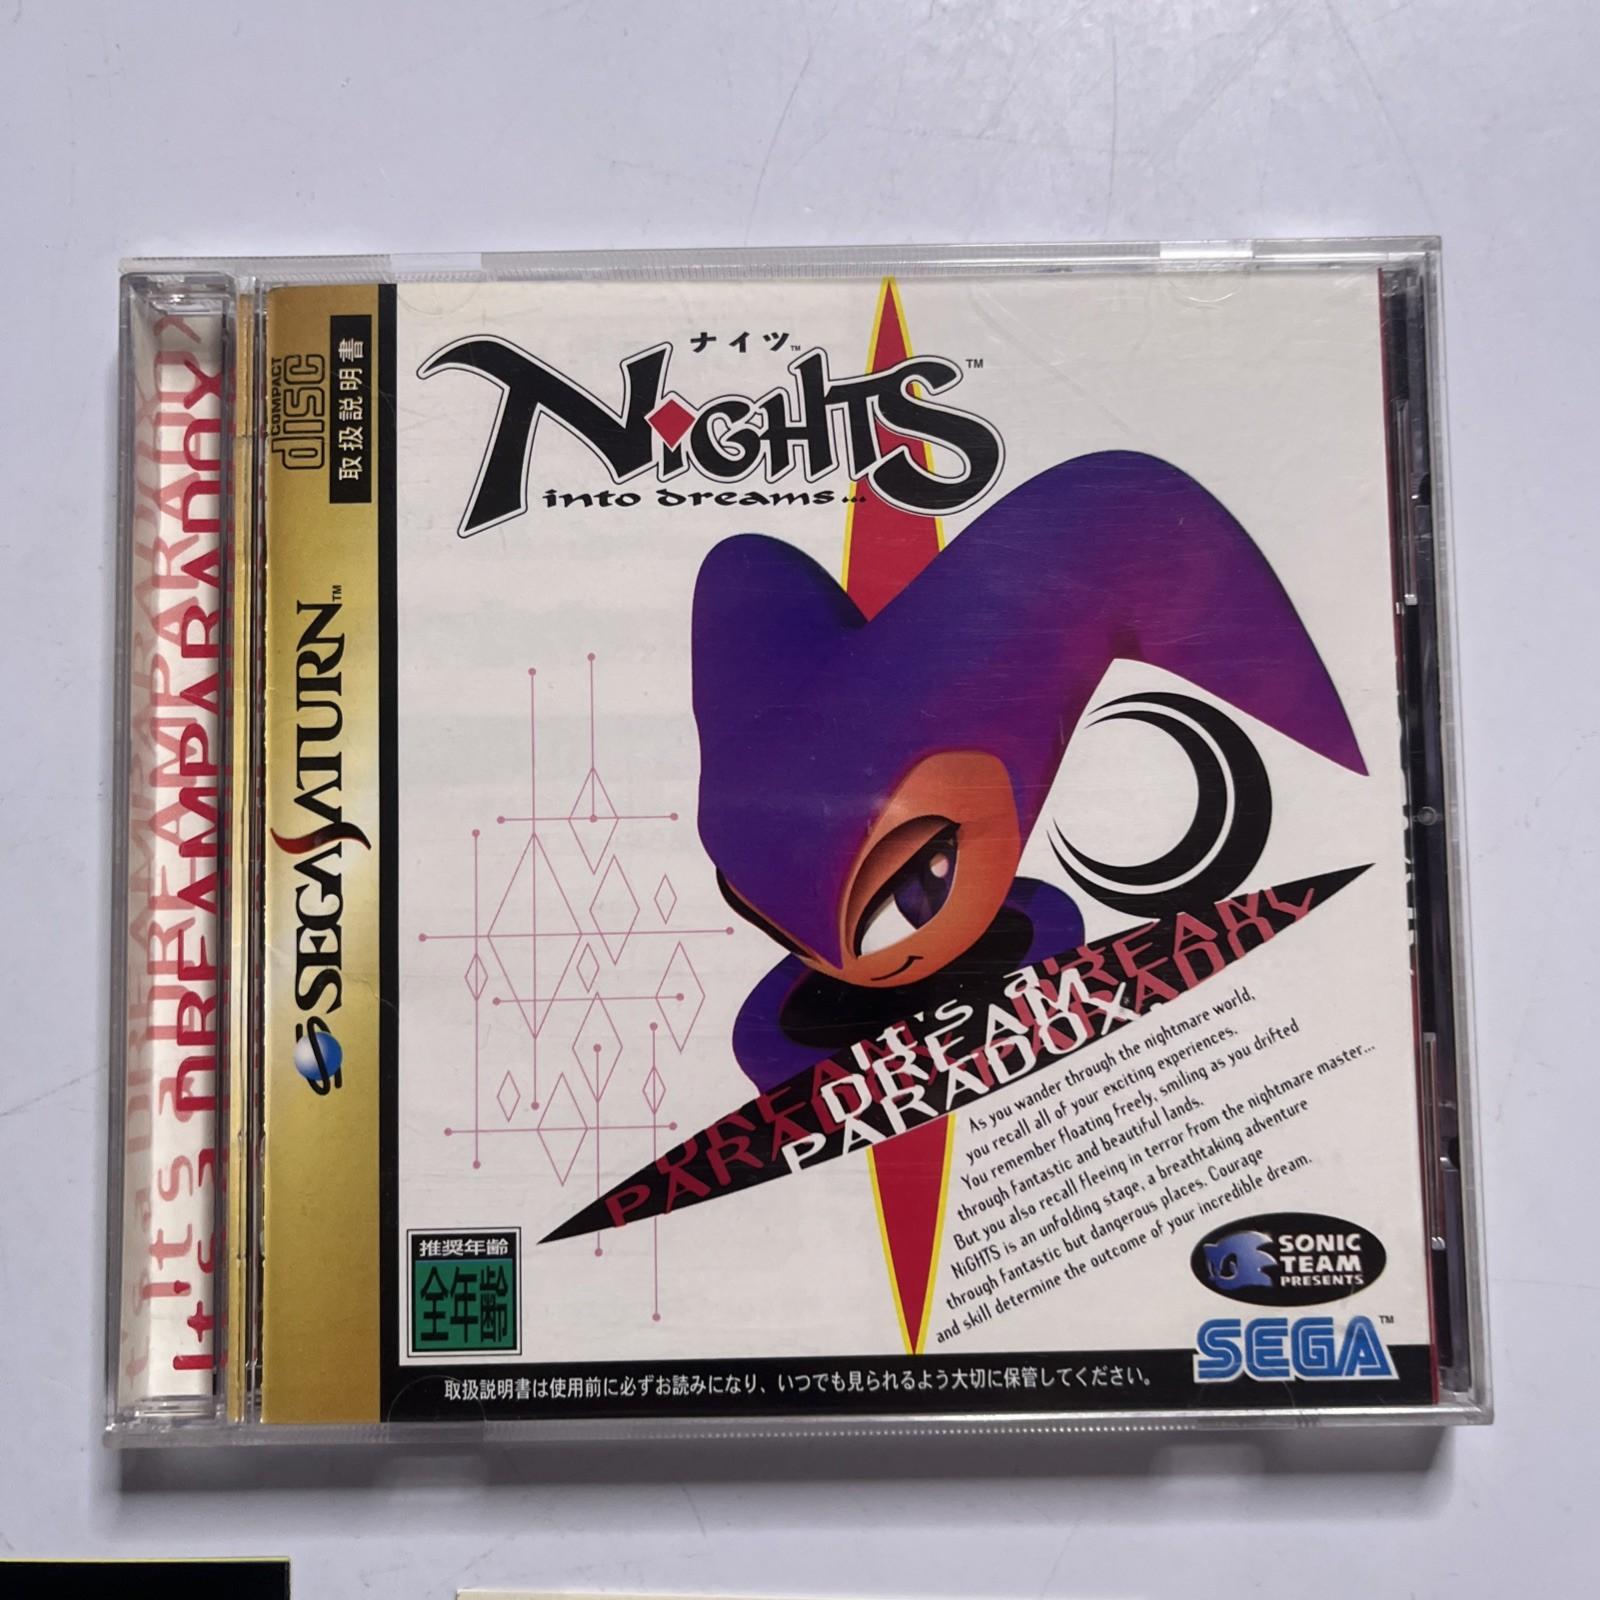 ナイツ™
NiGHTS™
into dreams...
COMPACT
disc
取扱説明書
SEGA SATURN™
It's a DREAM PARADOX
It's a
DREAM
PARADOX.
As you wander through the nightmare world,
you recall all of your exciting experiences.
You remember floating freely, smiling as you drifted
through fantastic and beautiful lands.
But you also recall fleeing in terror from the nightmare master...
NiGHTS is an unfolding stage, a breathtaking adventure
through fantastic but dangerous places. Courage
and skill determine the outcome of your incredible dream.
推奨年齢
全年齢
SONIC
TEAM
PRESENTS
SEGA™
取扱説明書は使用前に必ずお読みになり、いつでも見られるよう大切に保管してください。